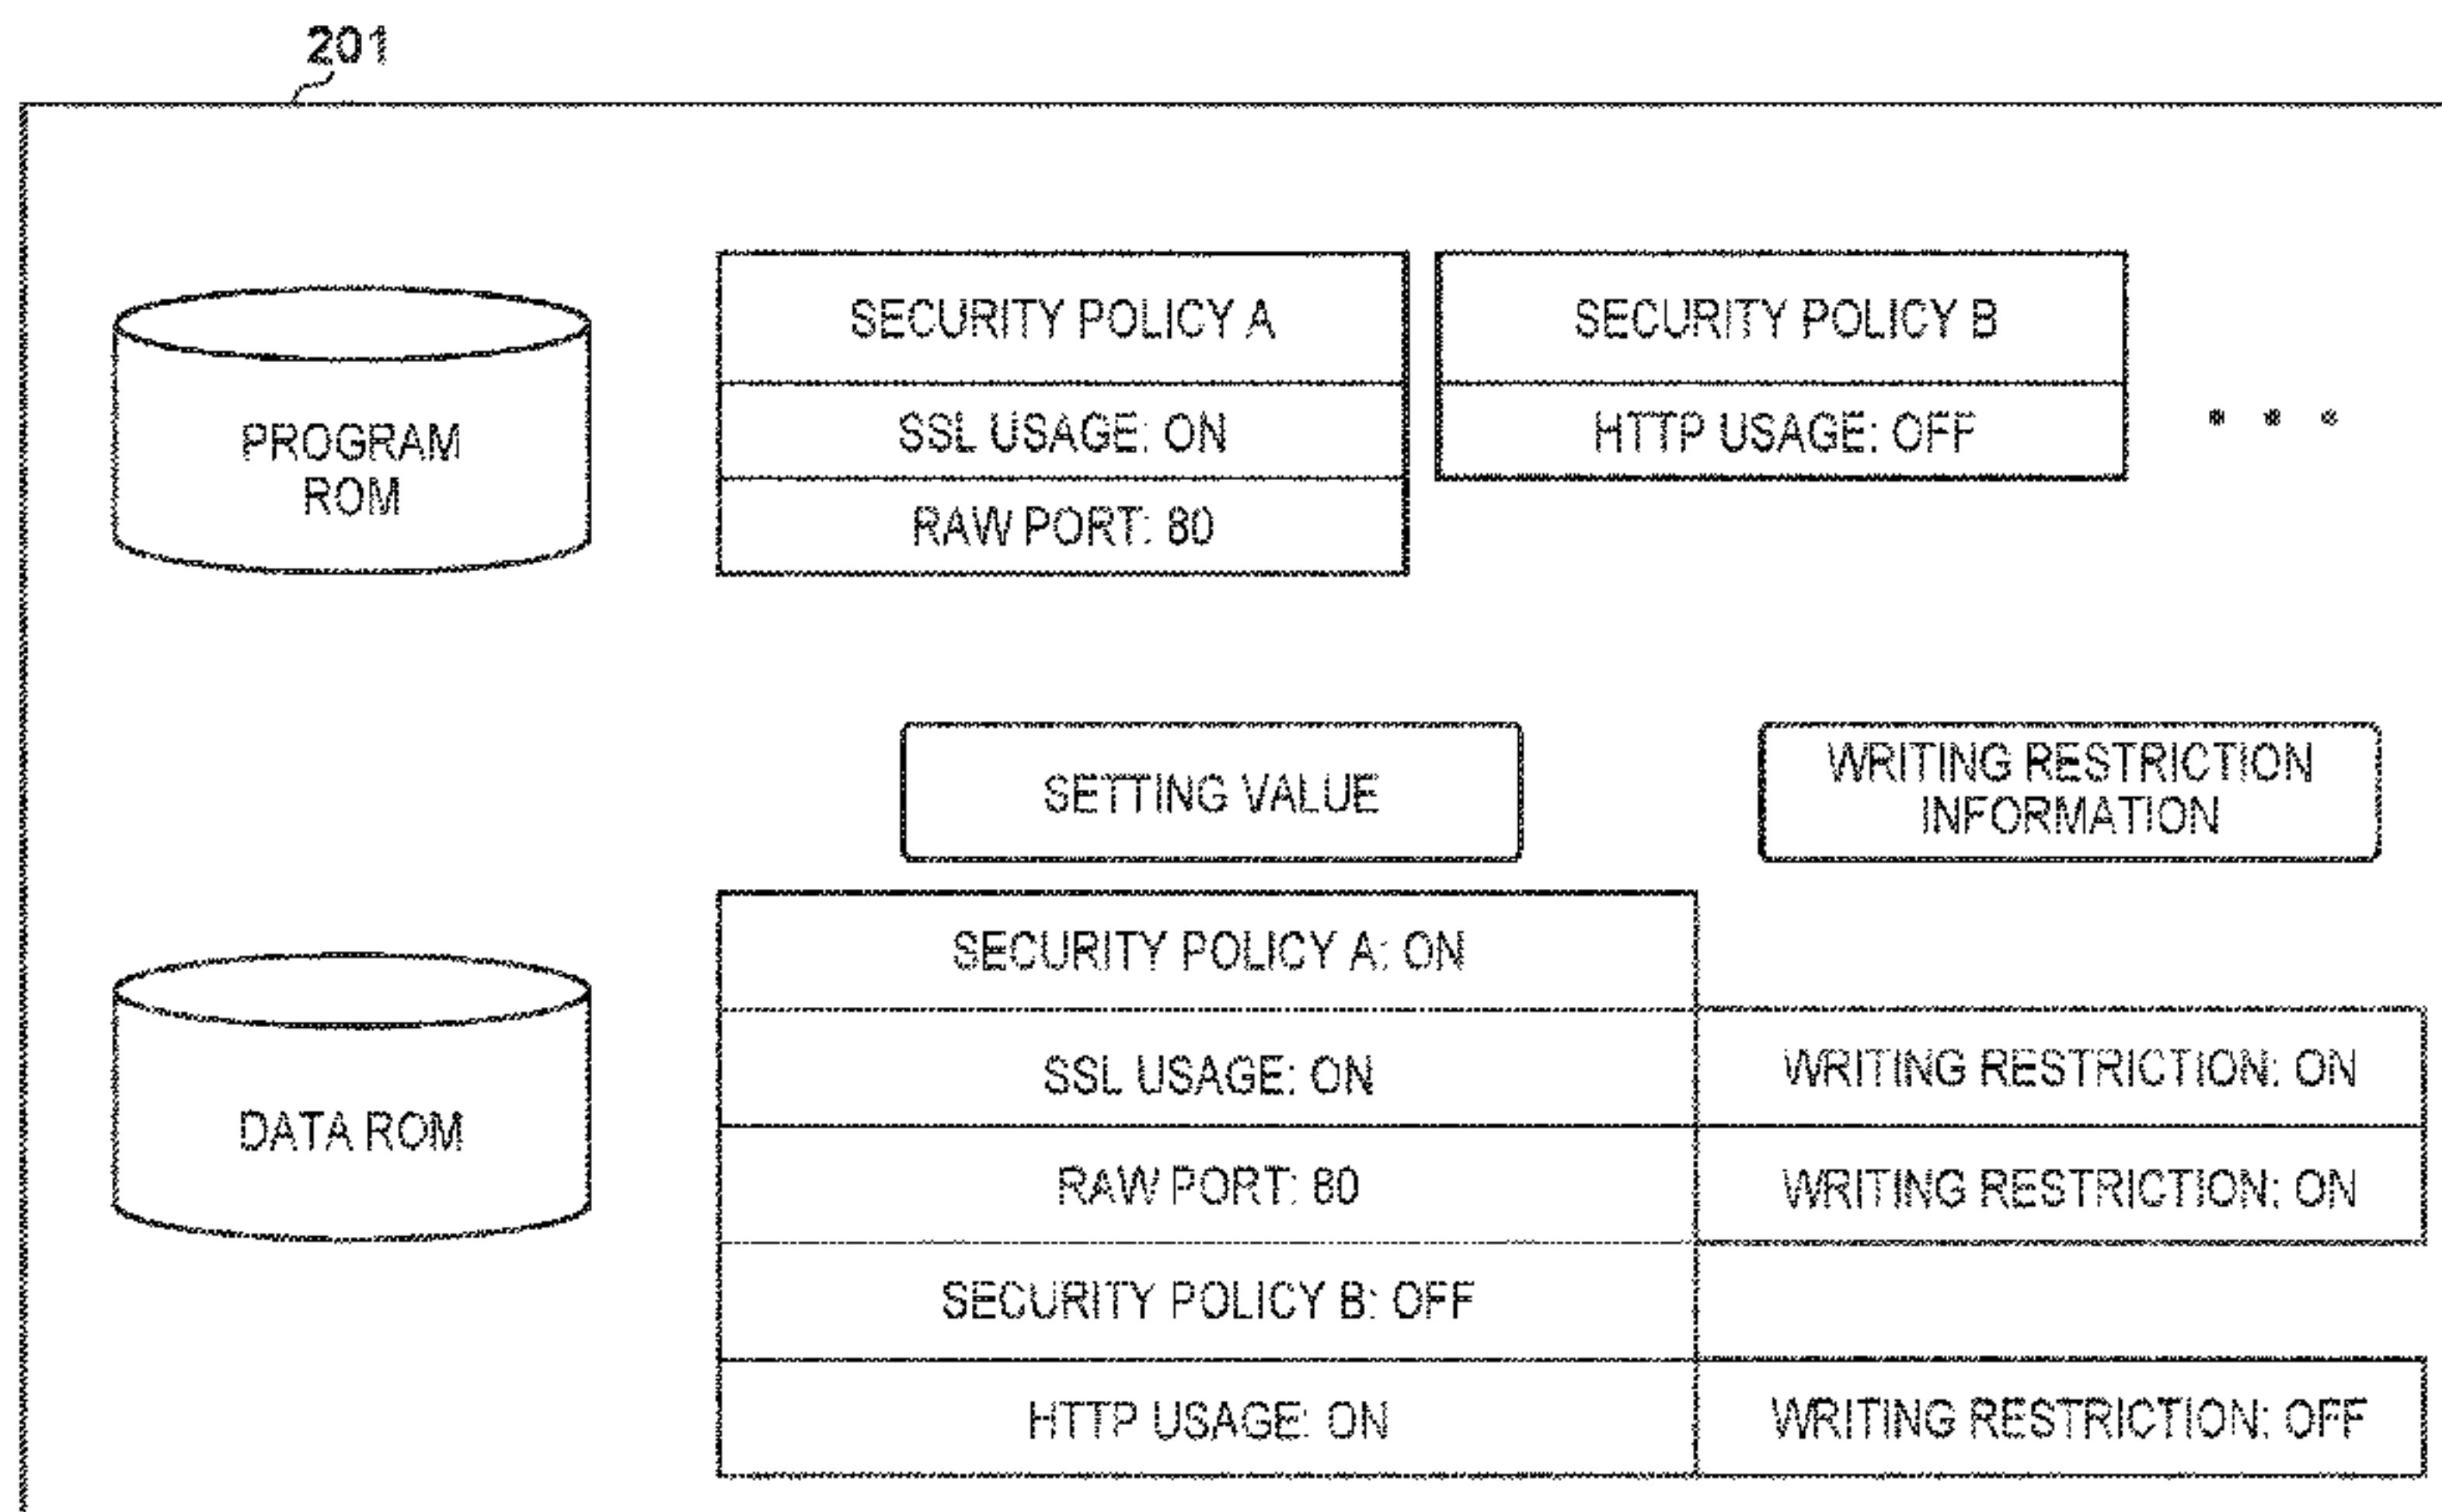 201
SECURITY POLICY A
SECURITY POLICY B
SSL USAGE: ON
HTTP USAGE: OFF
• • •
PROGRAM
ROM
RAW PORT: 80
SETTING VALUE
WRITING RESTRICTION
INFORMATION
SECURITY POLICY A: ON
SSL USAGE: ON
WRITING RESTRICTION: ON
DATA ROM
RAW PORT: 80
WRITING RESTRICTION: ON
SECURITY POLICY B: OFF
HTTP USAGE: ON
WRITING RESTRICTION: OFF